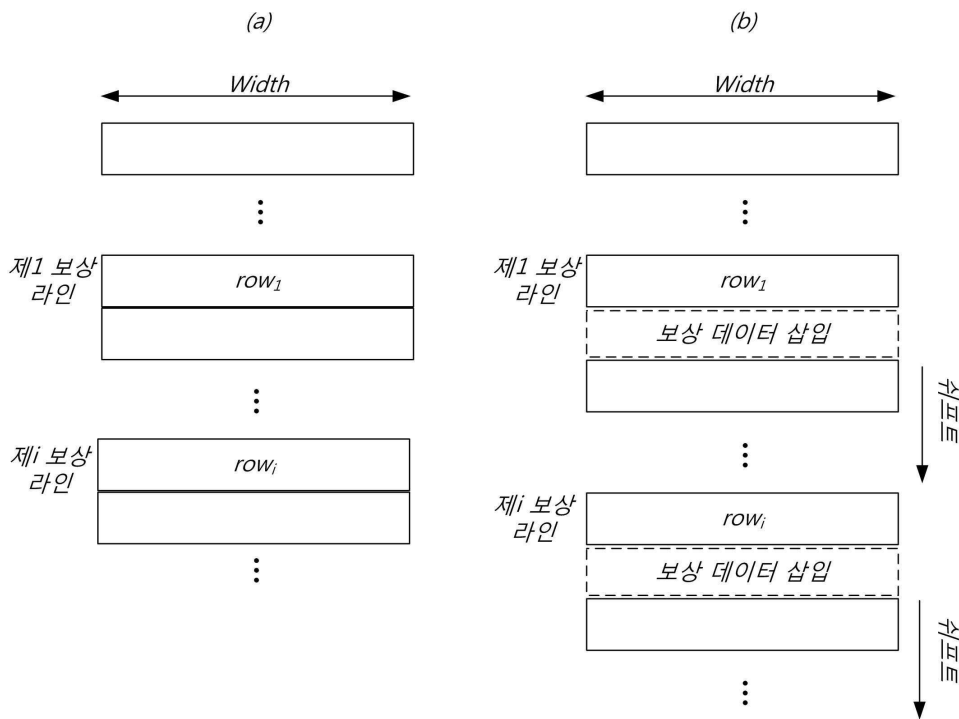 (a)
Width
제1 보상
라인
row₁
제i 보상
라인
rowᵢ
(b)
Width
제1 보상
라인
row₁
보상 데이터 삽입
쉬프트
제i 보상
라인
rowᵢ
보상 데이터 삽입
쉬프트